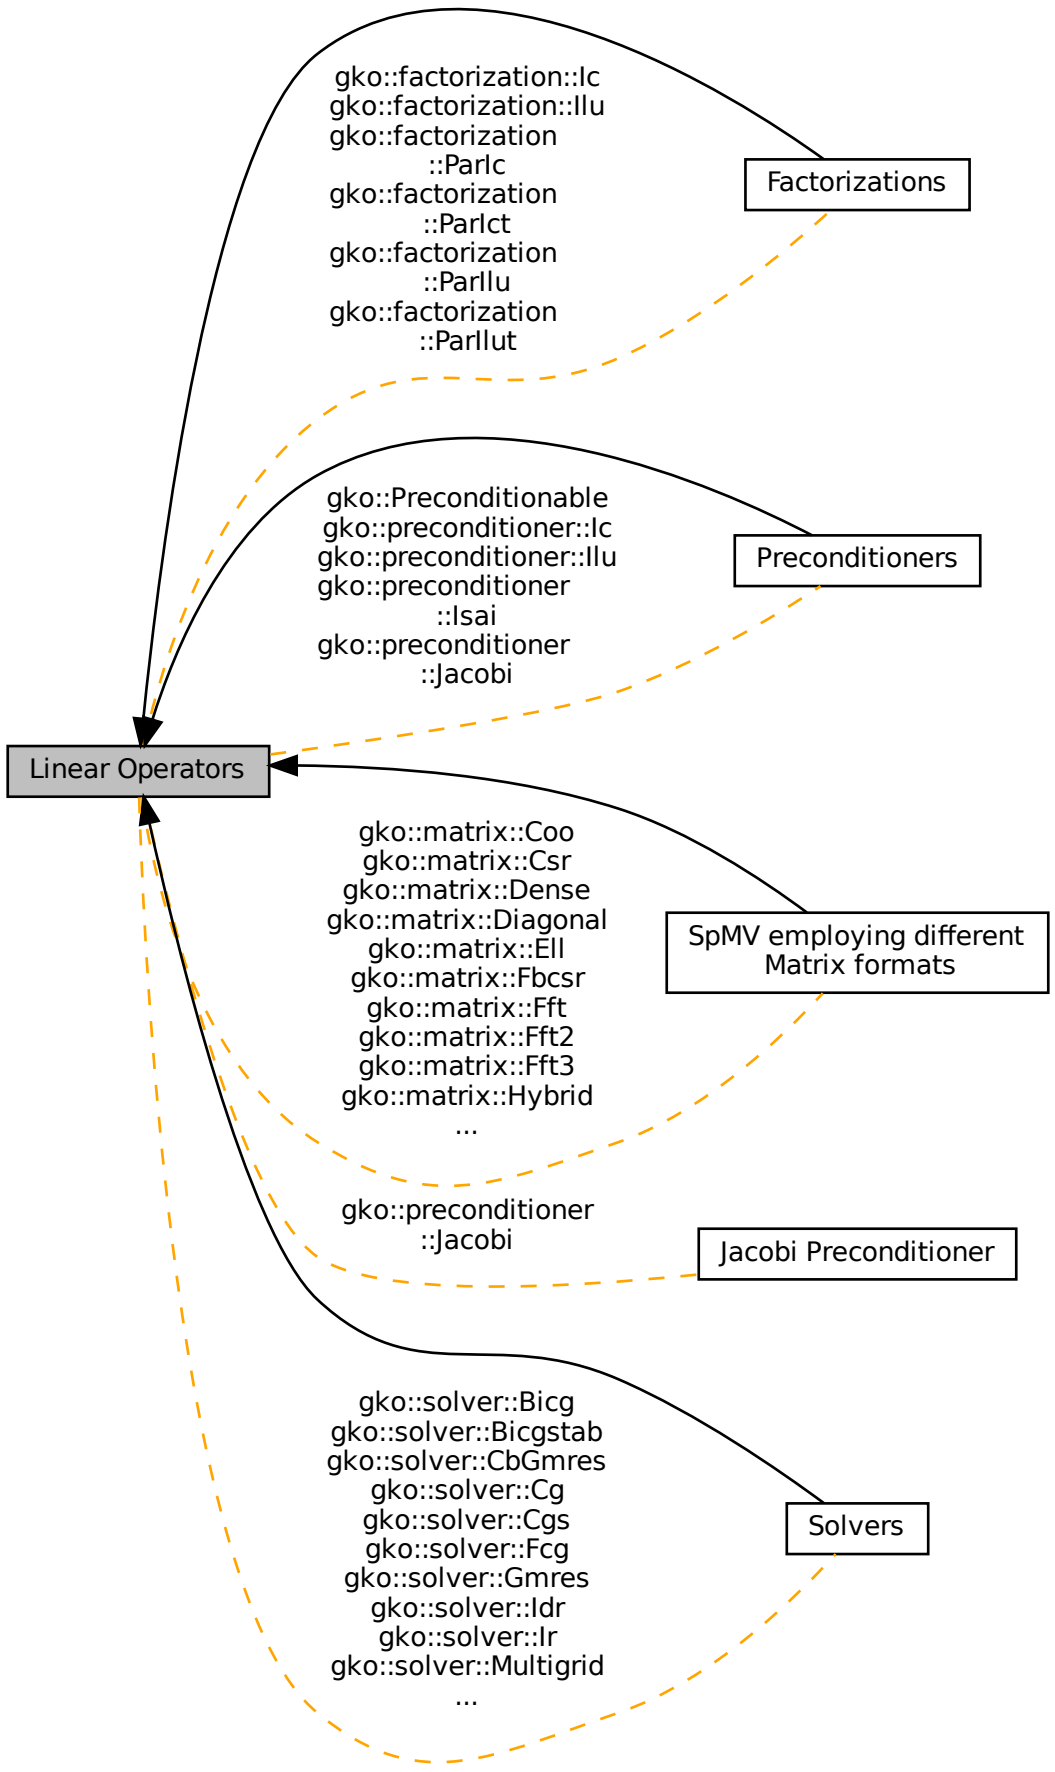 gko::factorization::Ic
gko::factorization::Ilu
gko::factorization
::ParIc
gko::factorization
::ParIct
gko::factorization
::ParIlu
gko::factorization
::ParIlut
Factorizations
gko::Preconditionable
gko::preconditioner::Ic
gko::preconditioner::Ilu
gko::preconditioner
::Isai
gko::preconditioner
::Jacobi
Preconditioners
Linear Operators
gko::matrix::Coo
gko::matrix::Csr
gko::matrix::Dense
gko::matrix::Diagonal
gko::matrix::Ell
gko::matrix::Fbcsr
gko::matrix::Fft
gko::matrix::Fft2
gko::matrix::Fft3
gko::matrix::Hybrid
...
SpMV employing different
Matrix formats
gko::preconditioner
::Jacobi
Jacobi Preconditioner
gko::solver::Bicg
gko::solver::Bicgstab
gko::solver::CbGmres
gko::solver::Cg
gko::solver::Cgs
gko::solver::Fcg
gko::solver::Gmres
gko::solver::Idr
gko::solver::Ir
gko::solver::Multigrid
...
Solvers